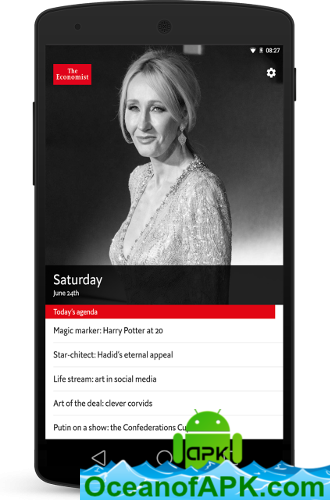 08:27
The
Economist
Saturday
June 24th
Today's agenda
Magic marker: Harry Potter at 20
Star-chitect: Hadid's eternal appeal
Life stream: art in social media
Art of the deal: clever corvids
Putin on a show: the Confederations Cu
apk
OceanofAPK.com